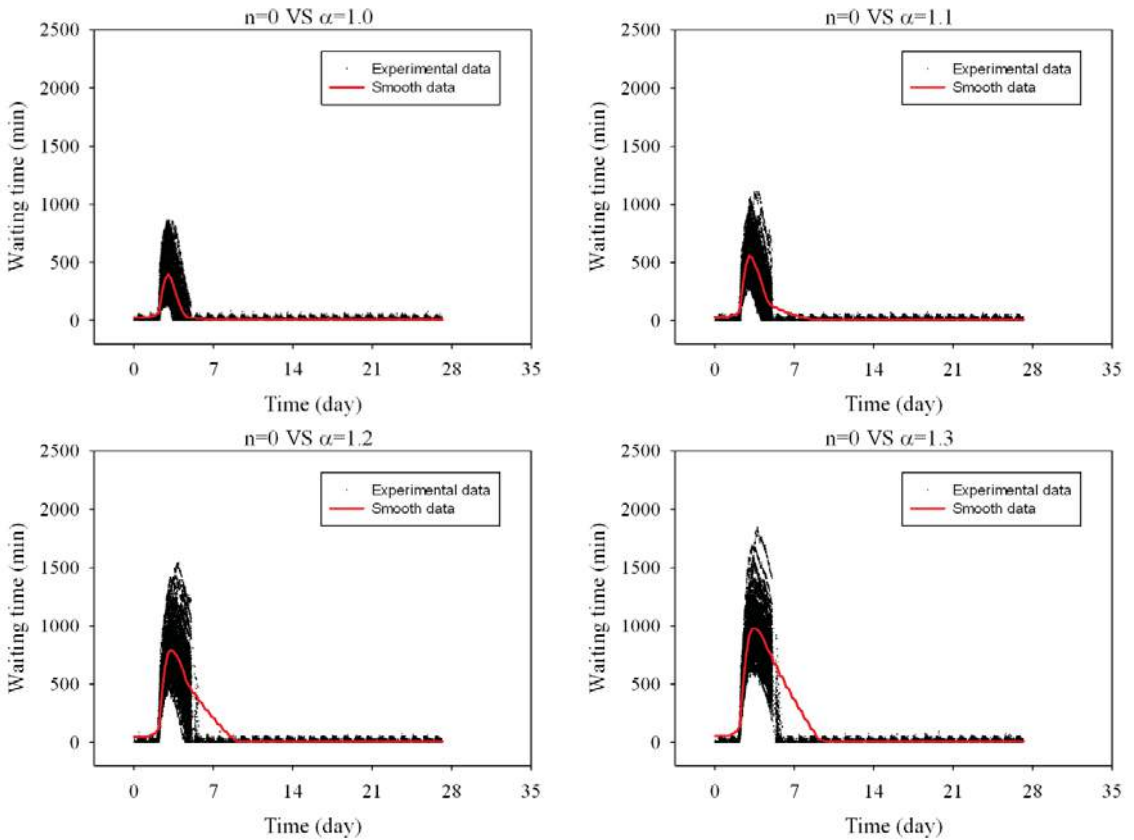 n=0 VS α=1.0
Waiting time (min)
2500
2000
1500
1000
500
0
Experimental data
Smooth data
0 7 14 21 28 35
Time (day)
n=0 VS α=1.1
Waiting time (min)
2500
2000
1500
1000
500
0
Experimental data
Smooth data
0 7 14 21 28 35
Time (day)
n=0 VS α=1.2
Waiting time (min)
2500
2000
1500
1000
500
0
Experimental data
Smooth data
0 7 14 21 28 35
Time (day)
n=0 VS α=1.3
Waiting time (min)
2500
2000
1500
1000
500
0
Experimental data
Smooth data
0 7 14 21 28 35
Time (day)